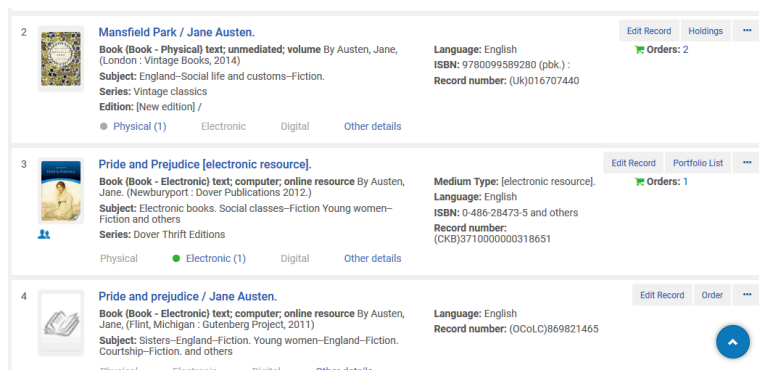 2
Mansfield Park / Jane Austen.
Edit Record Holdings ...
Book {Book - Physical} text; unmediated; volume By Austen, Jane,
(London : Vintage Books, 2014)
Subject: England--Social life and customs--Fiction.
Series: Vintage classics
Edition: [New edition] /
Language: English
ISBN: 9780099589280 (pbk.) :
Record number: (Uk)016707440
Orders: 2
Physical (1) Electronic Digital Other details
3
Pride and Prejudice [electronic resource].
Edit Record Portfolio List ...
Book {Book - Electronic} text; computer; online resource By Austen,
Jane. (Newburyport : Dover Publications 2012.)
Subject: Electronic books. Social classes--Fiction Young women--
Fiction and others
Series: Dover Thrift Editions
Medium Type: [electronic resource].
Language: English
ISBN: 0-486-28473-5 and others
Record number:
(CKB)3710000000318651
Orders: 1
Physical Electronic (1) Digital Other details
4
Pride and prejudice / Jane Austen.
Edit Record Order ...
Book {Book - Electronic} text; computer; online resource By Austen,
Jane, (Flint, Michigan : Gutenberg Project, 2011)
Subject: Sisters--England--Fiction. Young women--England--Fiction.
Courtship--Fiction. and others
Language: English
Record number: (OCoLC)869821465
Physical Electronic Digital Other details